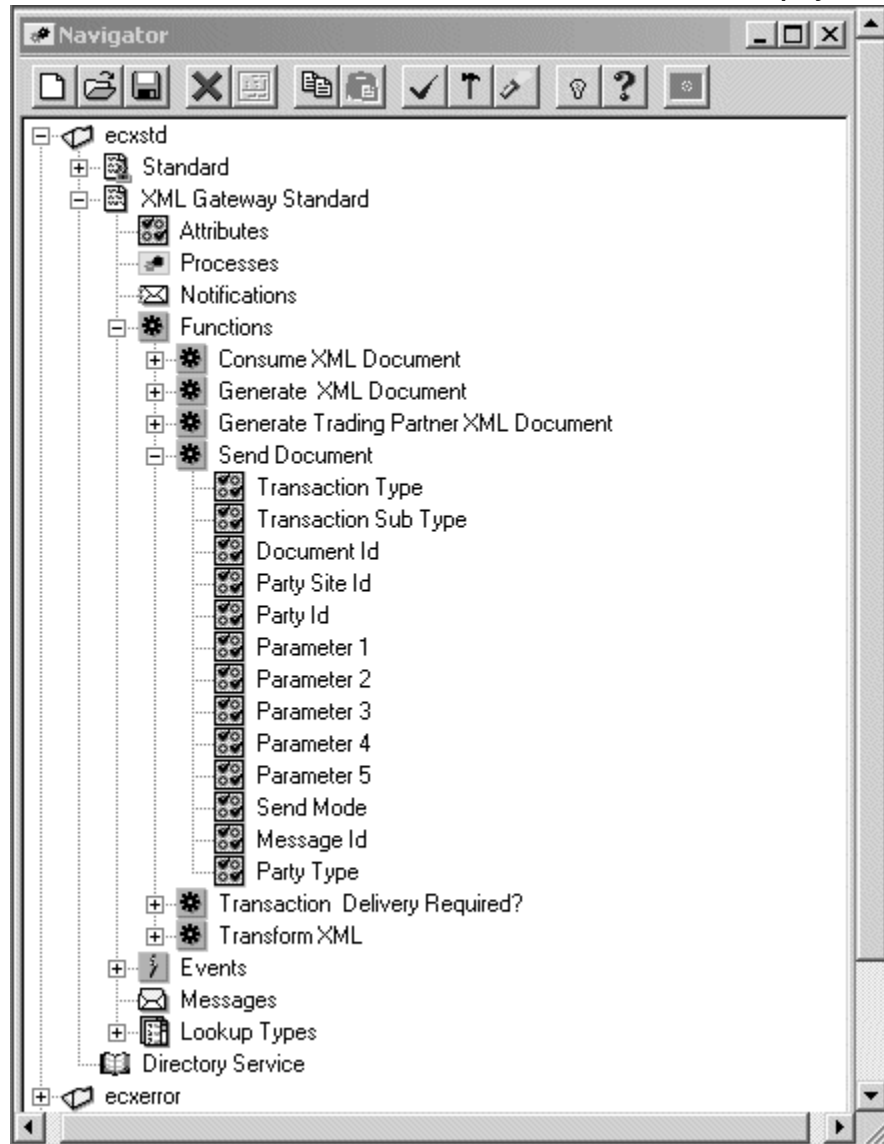 Navigator
ecxstd
Standard
XML Gateway Standard
Attributes
Processes
Notifications
Functions
Consume XML Document
Generate XML Document
Generate Trading Partner XML Document
Send Document
Transaction Type
Transaction Sub Type
Document Id
Party Site Id
Party Id
Parameter 1
Parameter 2
Parameter 3
Parameter 4
Parameter 5
Send Mode
Message Id
Party Type
Transaction Delivery Required?
Transform XML
Events
Messages
Lookup Types
Directory Service
ecxerror